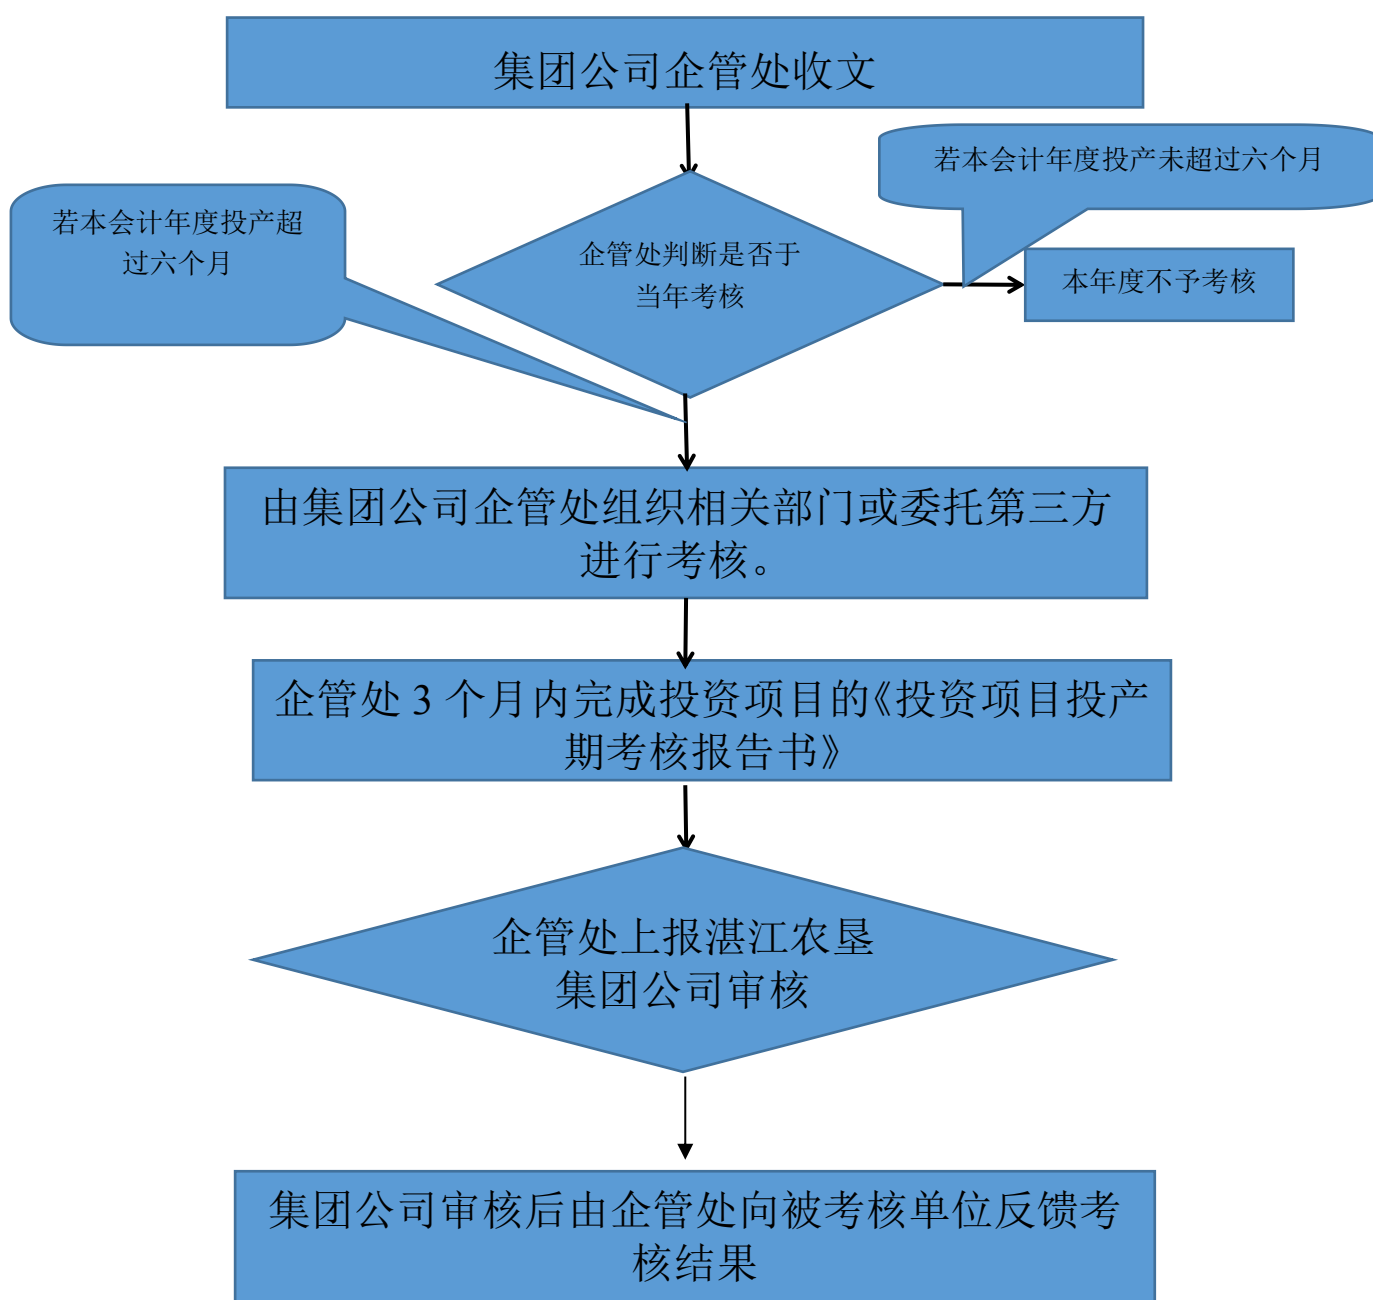 集团公司企管处收文
若本会计年度投产未超过六个月
若本会计年度投产超
过六个月
企管处判断是否于
当年考核
本年度不予考核
由集团公司企管处组织相关部门或委托第三方
进行考核。
企管处 3 个月内完成投资项目的《投资项目投产
期考核报告书》
企管处上报湛江农垦
集团公司审核
集团公司审核后由企管处向被考核单位反馈考
核结果